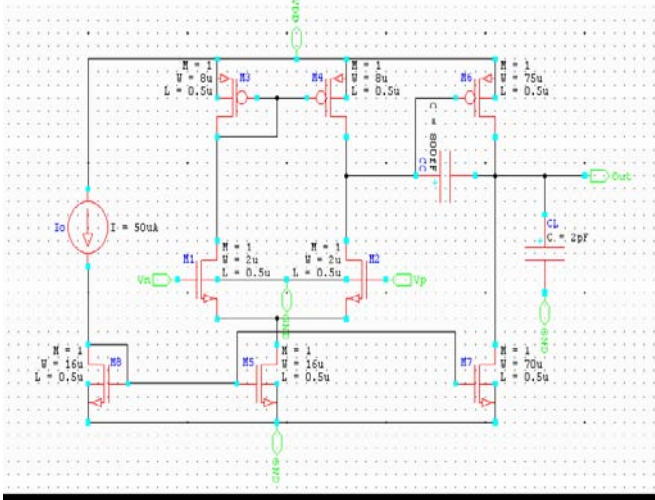 VDD
M = 1
W = 8u
L = 0.5u
M3
M4
M = 1
W = 8u
L = 0.5u
M6
M = 1
W = 75u
L = 0.5u
C = 800fF
CC
Out
Io
I = 50uA
CL
C = 2pF
GND
M1
M = 1
W = 2u
L = 0.5u
M = 1
W = 2u
L = 0.5u
M2
Vn
Vp
GND
M = 1
W = 16u
L = 0.5u
M8
M5
M = 1
W = 16u
L = 0.5u
M7
M = 1
W = 70u
L = 0.5u
GND